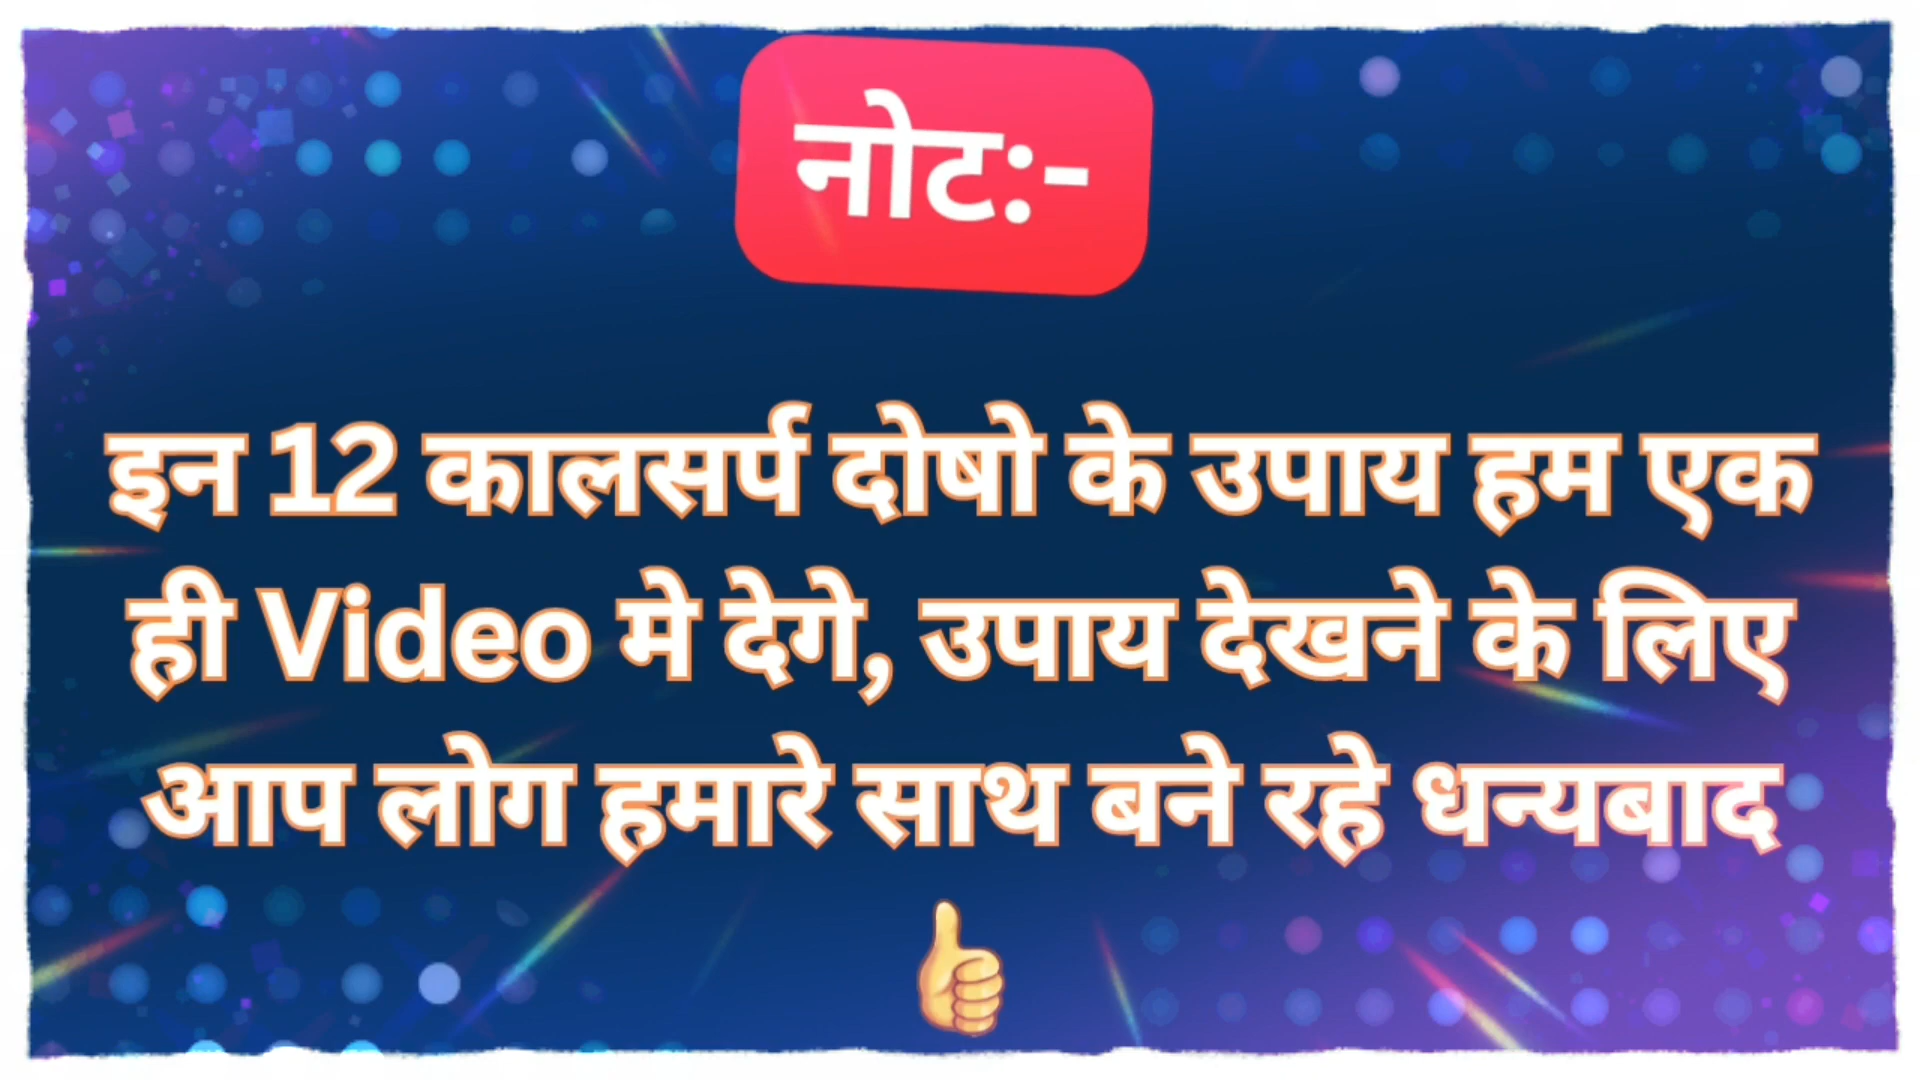 नोटः-
इन 12 कालसर्प दोषो के उपाय हम एक
ही Video मे देगे, उपाय देखने के लिए
आप लोग हमारे साथ बने रहे धन्यबाद
👍